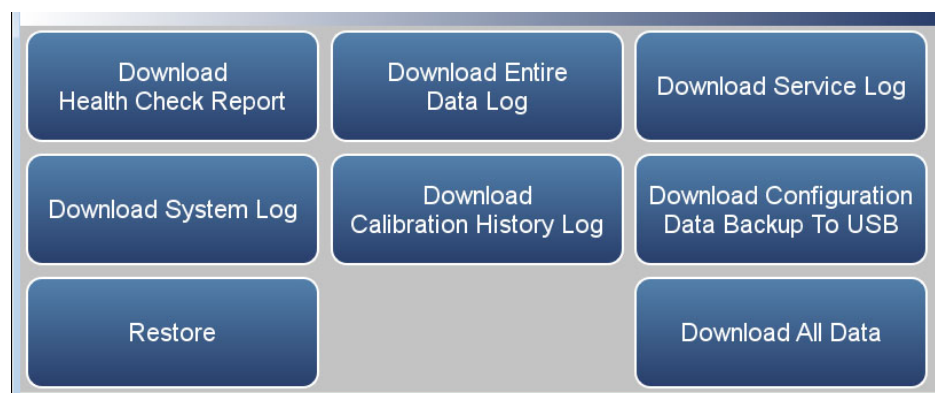 Download
Health Check Report
Download Entire
Data Log
Download Service Log
Download System Log
Download
Calibration History Log
Download Configuration
Data Backup To USB
Restore
Download All Data